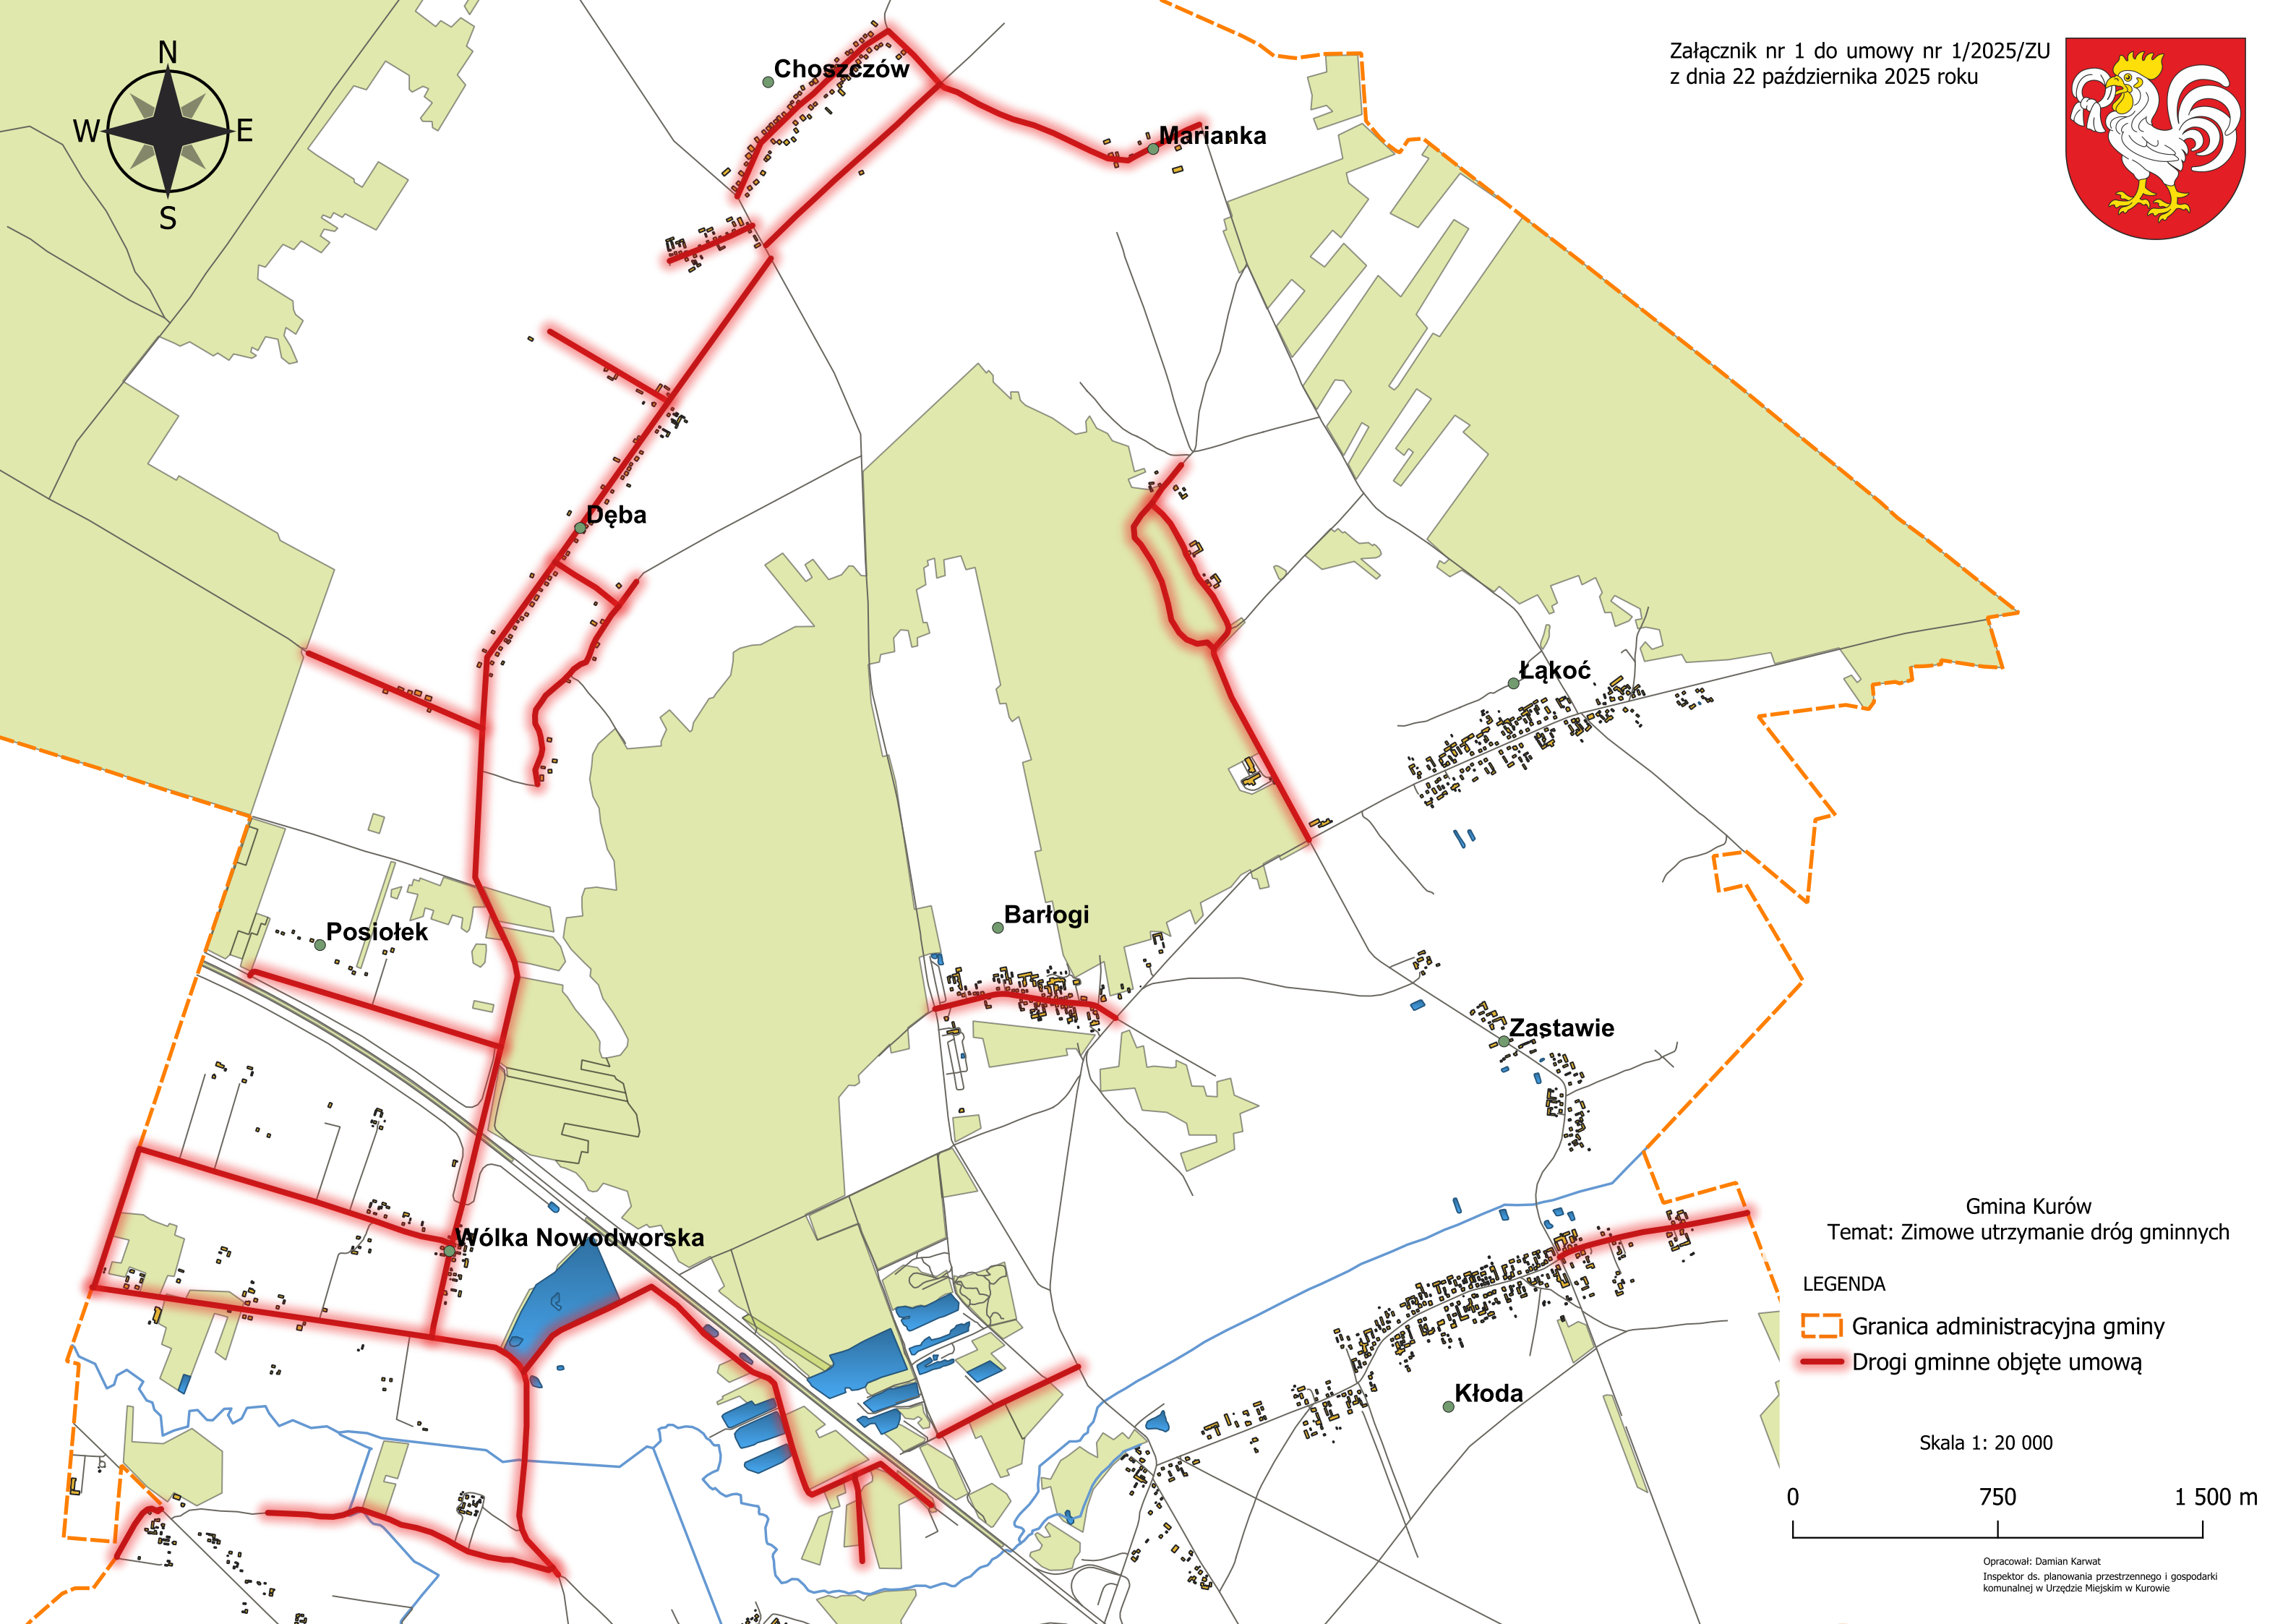 Załącznik nr 1 do umowy nr 1/2025/ZU
z dnia 22 października 2025 roku
N
W
E
S
Choszczów
Marianka
Dęba
Łąkoć
Posiołek
Barłogi
Zastawie
Wólka Nowodworska
Kłoda
Gmina Kurów
Temat: Zimowe utrzymanie dróg gminnych
LEGENDA
Granica administracyjna gminy
Drogi gminne objęte umową
Skala 1: 20 000
0 750 1 500 m
Opracował: Damian Karwat
Inspektor ds. planowania przestrzennego i gospodarki
komunalnej w Urzędzie Miejskim w Kurowie